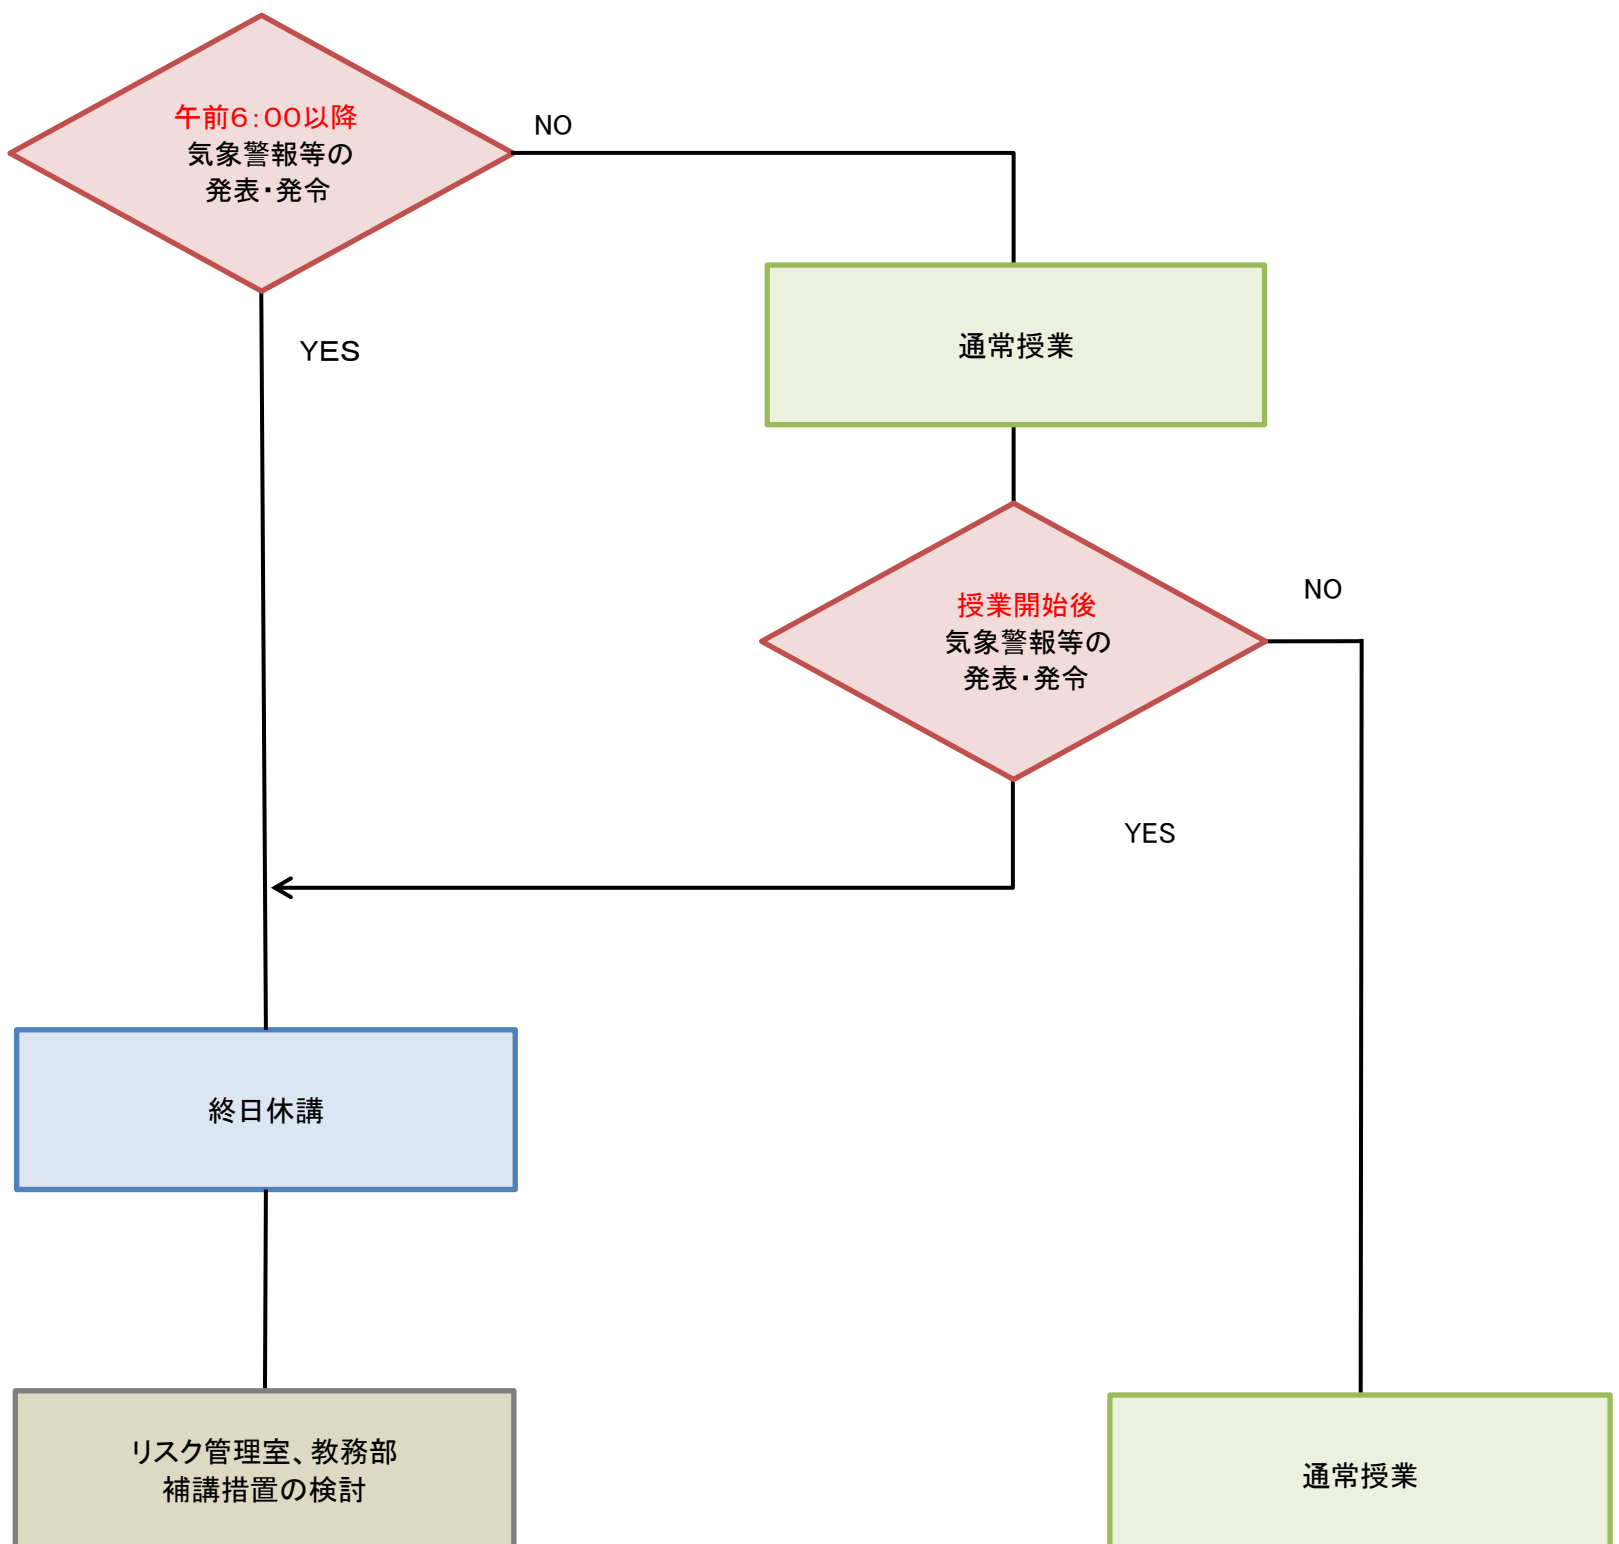 午前6：00以降
気象警報等の
発表・発令
NO
YES
通常授業
授業開始後
気象警報等の
発表・発令
NO
YES
終日休講
リスク管理室、教務部
補講措置の検討
通常授業